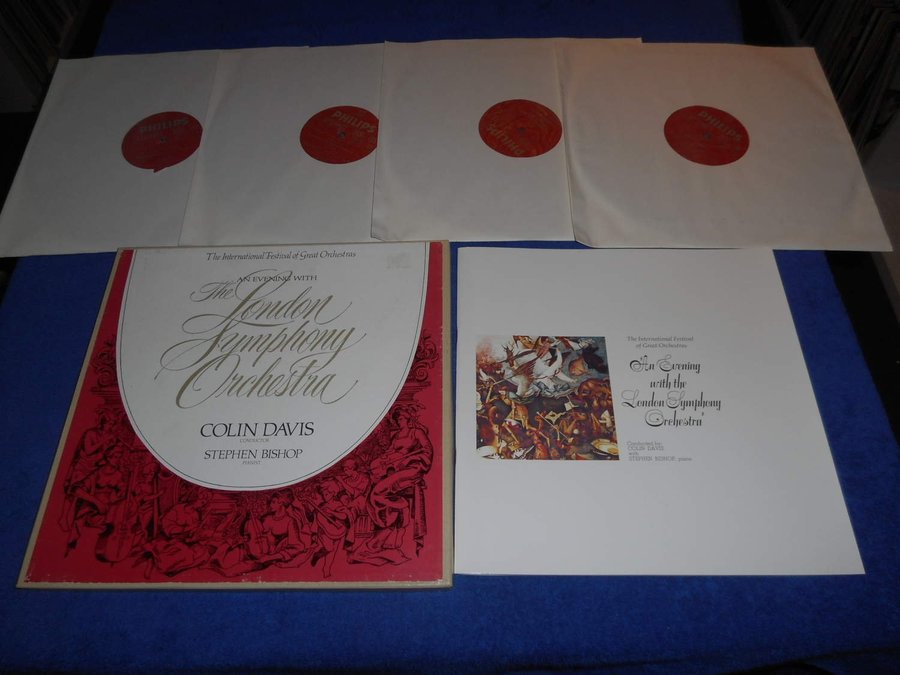 PHILIPS
PHILIPS
PHILIPS
PHILIPS
The International Festival of Great Orchestras
AN EVENING WITH
The London
Symphony
Orchestra
COLIN DAVIS
CONDUCTOR
STEPHEN BISHOP
PIANIST
The International Festival
of Great Orchestras
An Evening
with the
London Symphony
Orchestra
Conducted by:
COLIN DAVIS
with
STEPHEN BISHOP, piano